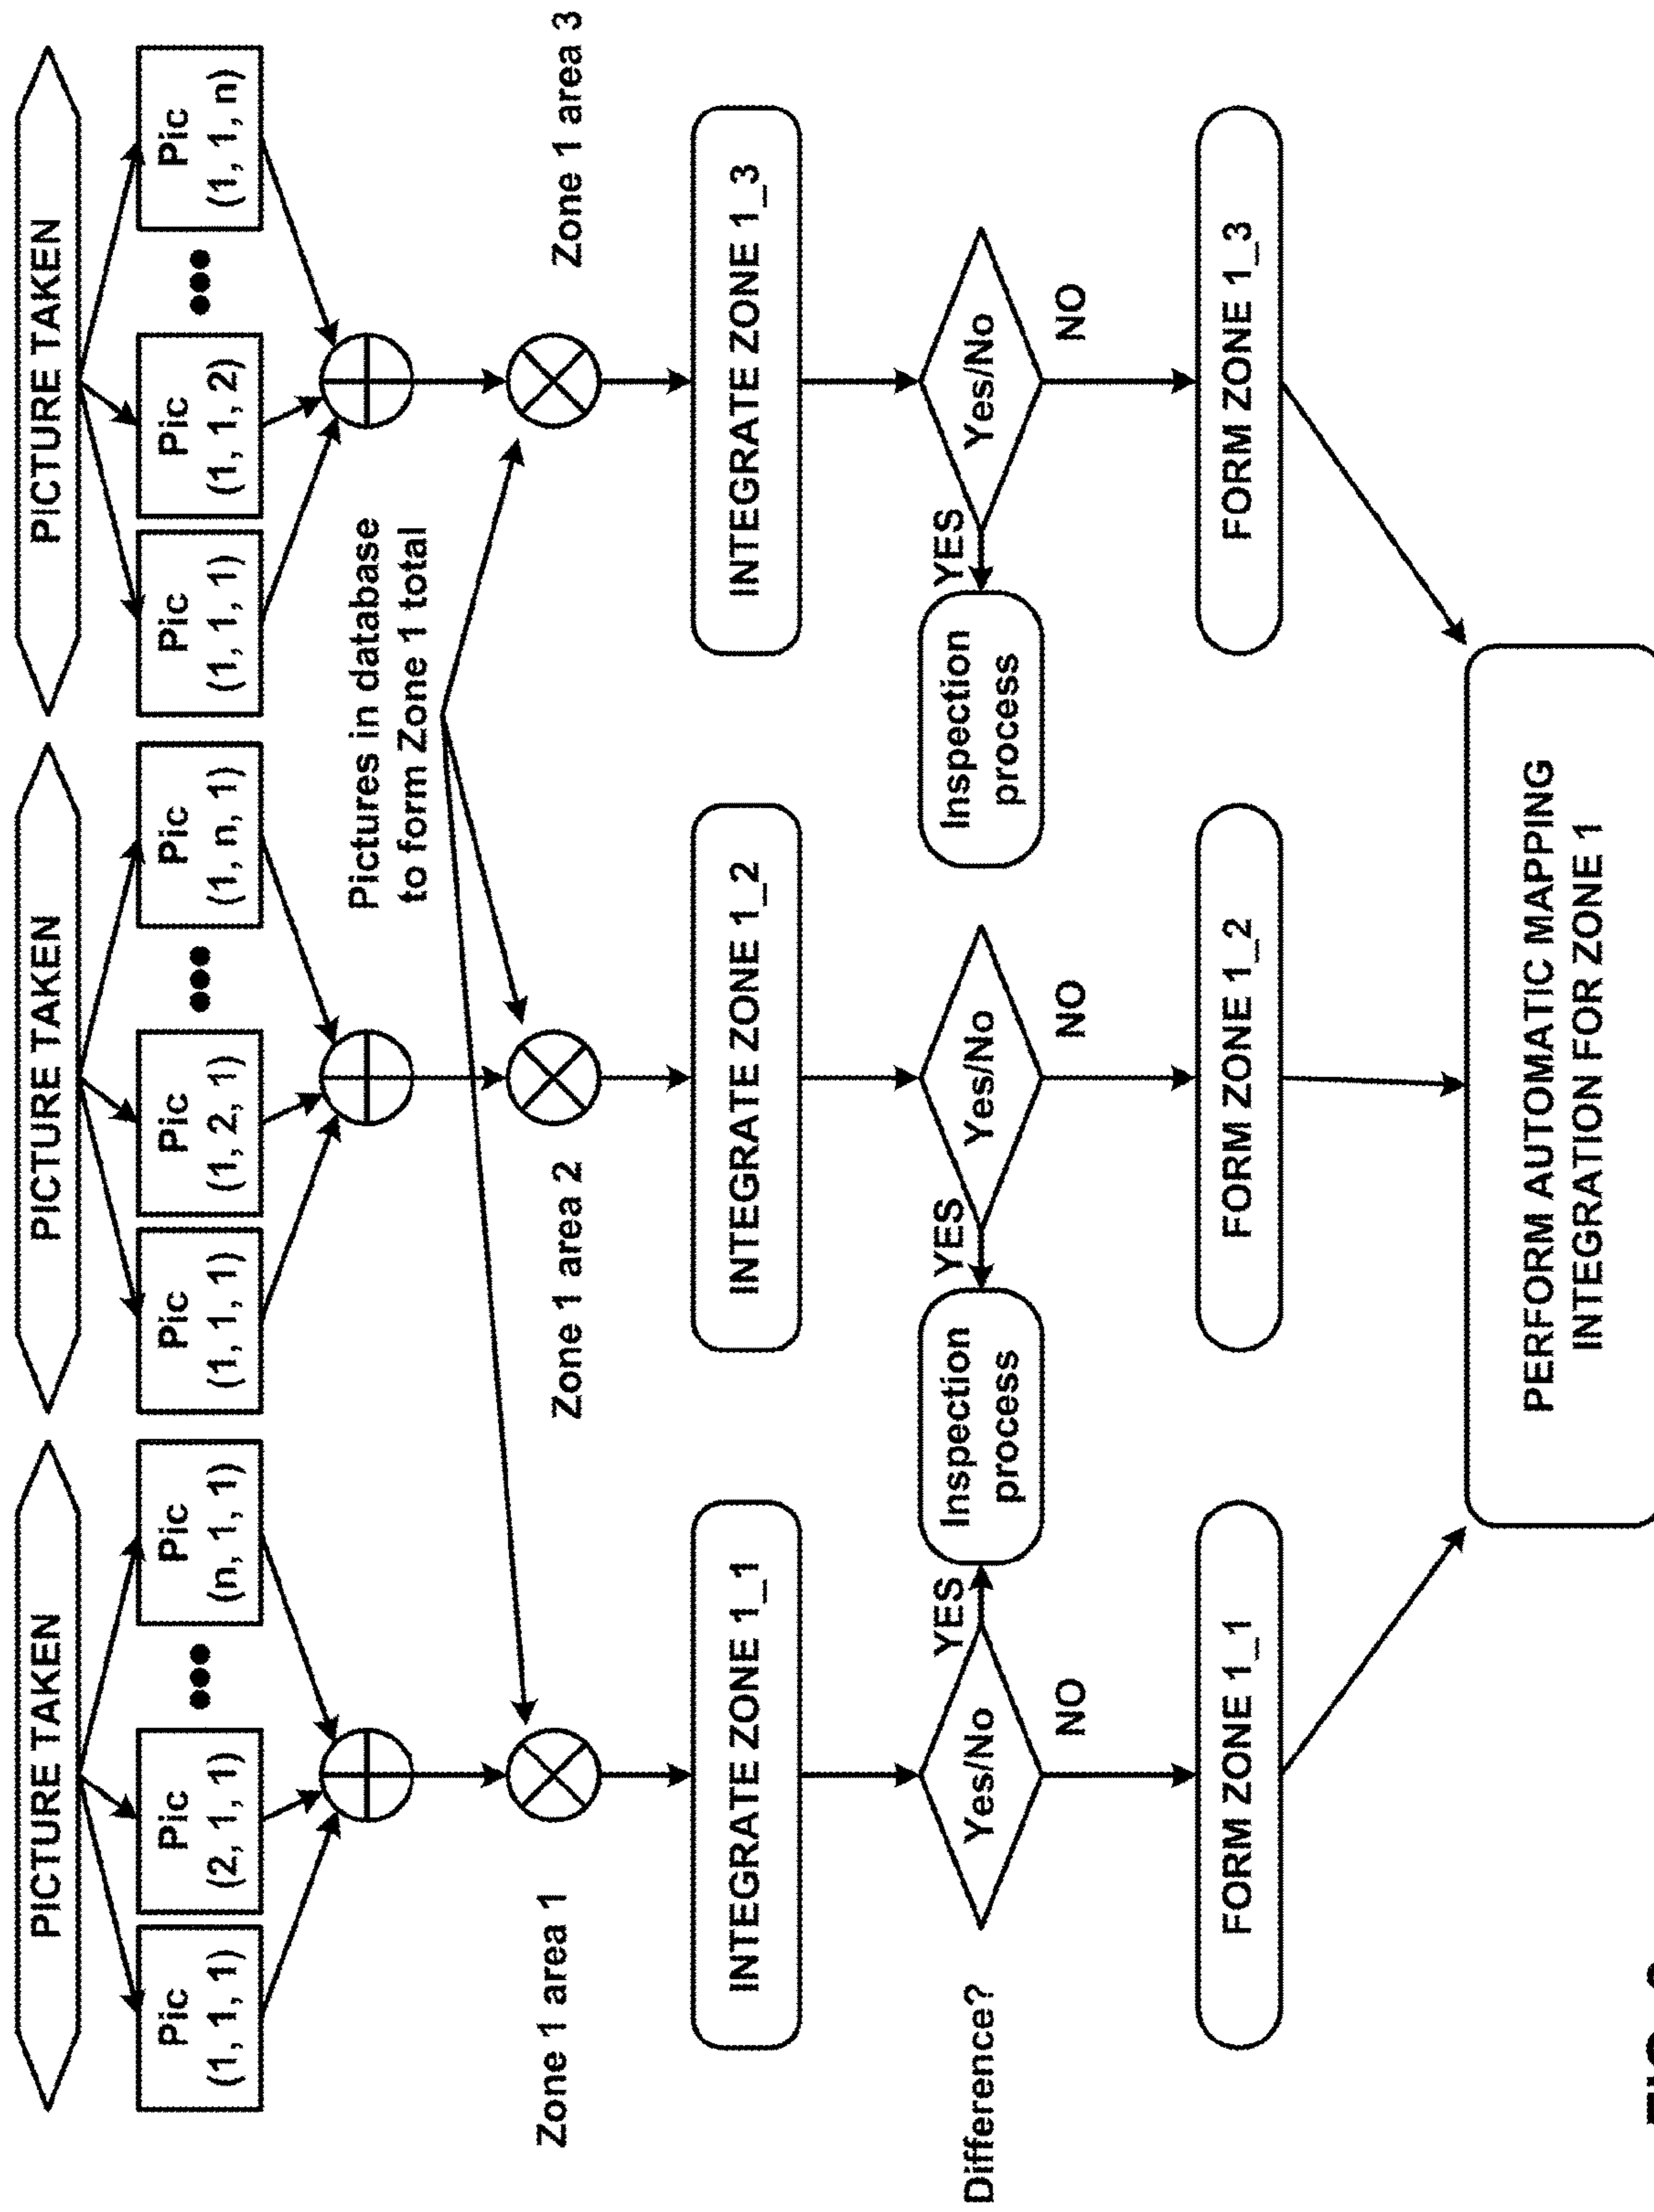 PICTURE TAKEN
PICTURE TAKEN
PICTURE TAKEN
Pic
(1, 1, 1)
Pic
(2, 1, 1)
Pic
(n, 1, 1)
Pic
(1, 1, 1)
Pic
(1, 2, 1)
Pic
(1, n, 1)
Pic
(1, 1, 1)
Pic
(1, 1, 2)
Pic
(1, 1, n)
Pictures in database
to form Zone 1 total
Zone 1 area 1
Zone 1 area 2
Zone 1 area 3
INTEGRATE ZONE 1_1
INTEGRATE ZONE 1_2
INTEGRATE ZONE 1_3
Difference?
Yes/No
YES
Inspection
process
YES
Yes/No
Inspection
process
YES
Yes/No
NO
NO
NO
FORM ZONE 1_1
FORM ZONE 1_2
FORM ZONE 1_3
PERFORM AUTOMATIC MAPPING
INTEGRATION FOR ZONE 1